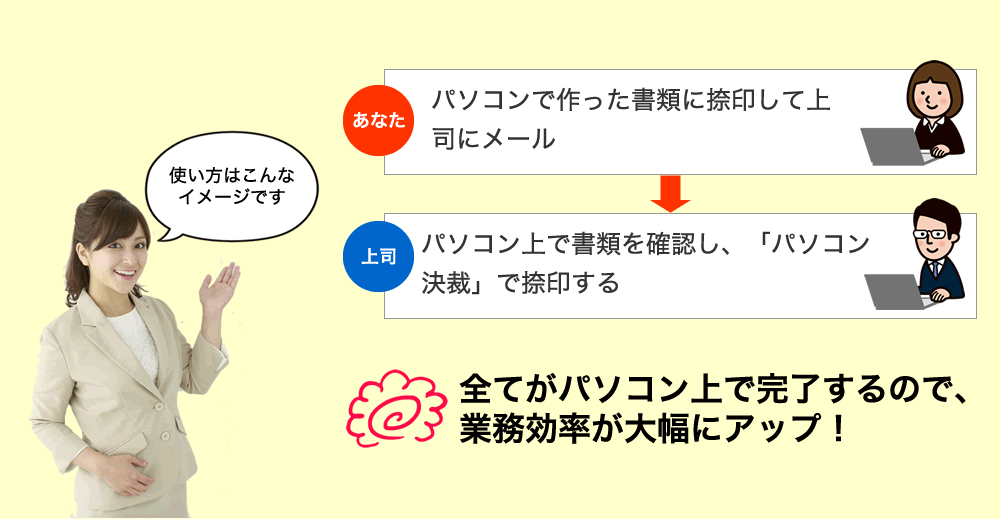 使い方はこんな
イメージです
あなた
パソコンで作った書類に捺印して上
司にメール
上司
パソコン上で書類を確認し、「パソコン
決裁」で捺印する
全てがパソコン上で完了するので、
業務効率が大幅にアップ！